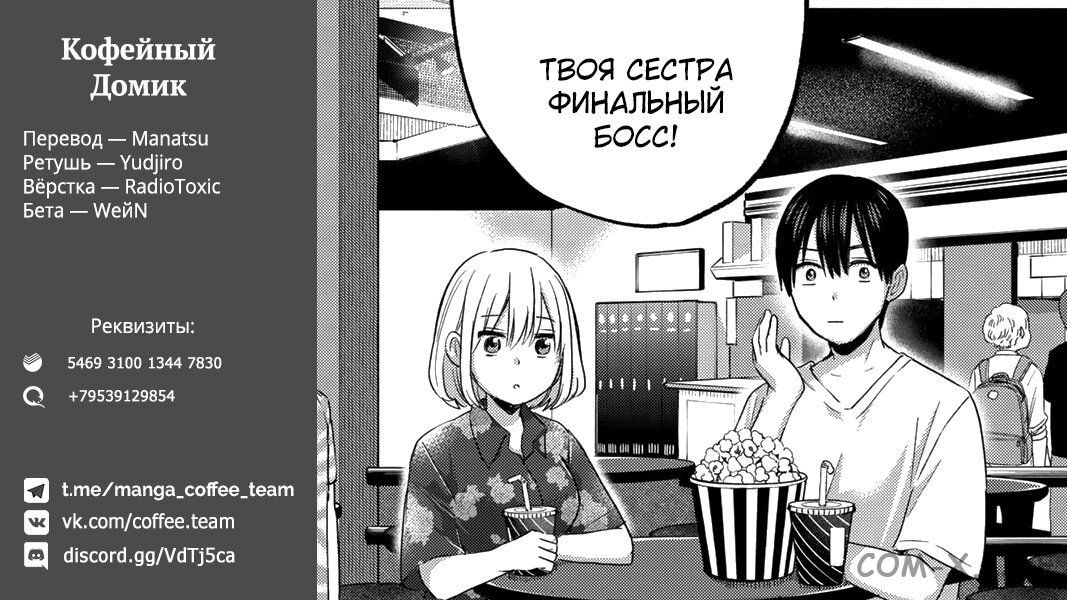 Кофейный
Домик
Перевод — Manatsu
Ретушь — Yudjiro
Вёрстка — RadioToxic
Бета — WeйN
Реквизиты:
5469 3100 1344 7830
+79539129854
t.me/manga_coffee_team
vk.com/coffee.team
discord.gg/VdTj5ca
ТВОЯ СЕСТРА
ФИНАЛЬНЫЙ
БОСС!
COM-X